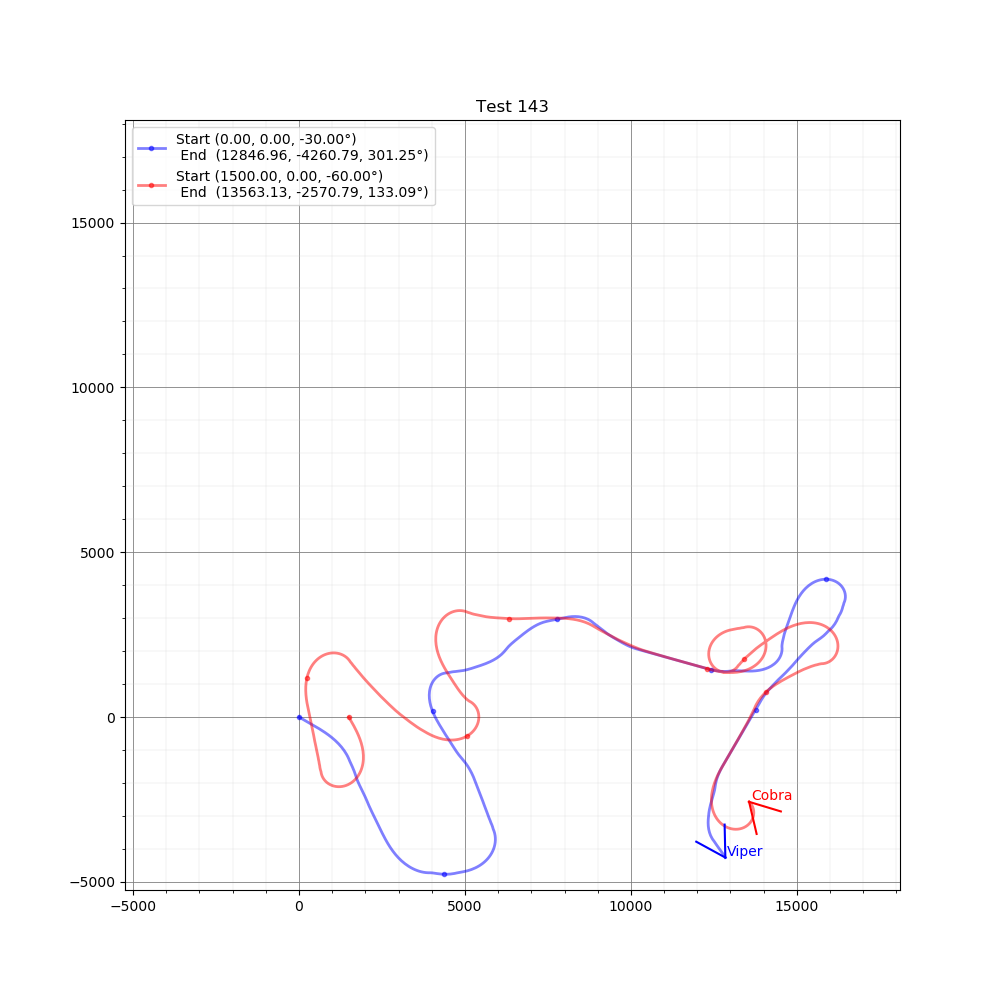 Test 143
Start (0.00, 0.00, -30.00°)
End (12846.96, -4260.79, 301.25°)
Start (1500.00, 0.00, -60.00°)
End (13563.13, -2570.79, 133.09°)
15000
10000
5000
0
−5000
Cobra
Viper
−5000 0 5000 10000 15000